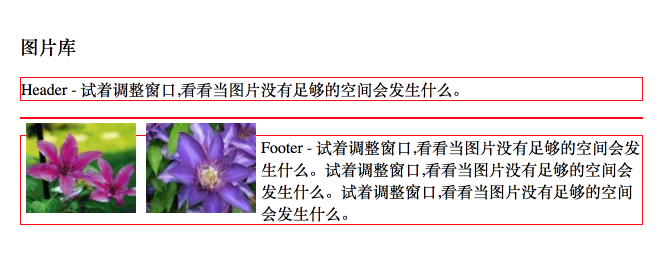 图片库
Header - 试着调整窗口,看看当图片没有足够的空间会发生什么。
Footer - 试着调整窗口,看看当图片没有足够的空间会发
生什么。试着调整窗口,看看当图片没有足够的空间会
发生什么。试着调整窗口,看看当图片没有足够的空间
会发生什么。